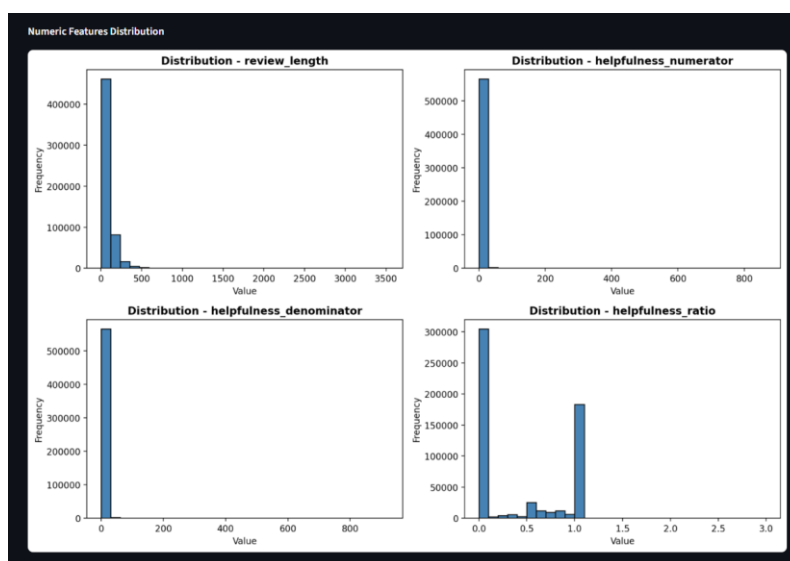 Numeric Features Distribution
Distribution - review_length
Frequency
400000
300000
200000
100000
0
0 500 1000 1500 2000 2500 3000 3500
Value
Distribution - helpfulness_numerator
Frequency
500000
400000
300000
200000
100000
0
0 200 400 600 800
Value
Distribution - helpfulness_denominator
Frequency
500000
400000
300000
200000
100000
0
0 200 400 600 800
Value
Distribution - helpfulness_ratio
Frequency
300000
250000
200000
150000
100000
50000
0
0.0 0.5 1.0 1.5 2.0 2.5 3.0
Value